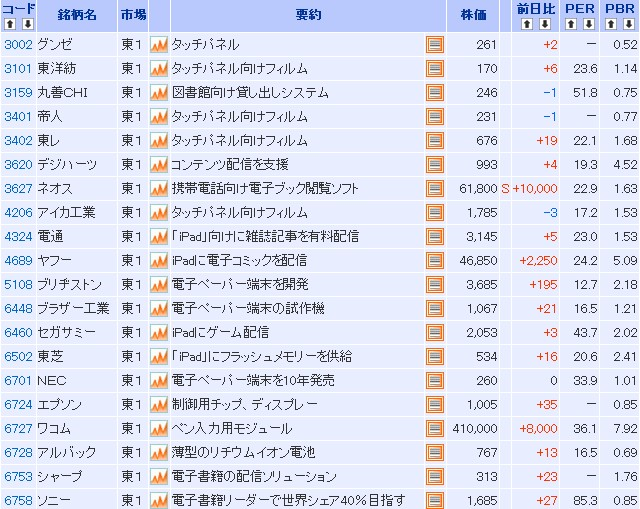 コード 銘柄名 市場 要約 株価 前日比 PER PBR
3002 グンゼ 東1 タッチパネル 261 +2 － 0.52
3101 東洋紡 東1 タッチパネル向けフィルム 170 +6 23.6 1.14
3159 丸善CHI 東1 図書館向け貸し出しシステム 246 -1 51.8 0.75
3401 帝人 東1 タッチパネル向けフィルム 231 -1 － 0.77
3402 東レ 東1 タッチパネル向けフィルム 676 +19 22.1 1.68
3620 デジハーツ 東1 コンテンツ配信を支援 993 +4 19.3 4.52
3627 ネオス 東1 携帯電話向け電子ブック閲覧ソフト 61,800 S +10,000 22.9 1.63
4206 アイカ工業 東1 タッチパネル向けフィルム 1,785 -3 17.2 1.53
4324 電通 東1 「iPad」向けに雑誌記事を有料配信 3,145 +5 23.0 1.53
4689 ヤフー 東1 iPadに電子コミックを配信 46,850 +2,250 24.2 5.09
5108 ブリヂストン 東1 電子ペーパー端末を開発 3,685 +195 12.7 2.18
6448 ブラザー工業 東1 電子ペーパー端末の試作機 1,067 +21 16.5 1.21
6460 セガサミー 東1 iPadにゲーム配信 2,053 +3 43.7 2.02
6502 東芝 東1 「iPad」にフラッシュメモリーを供給 534 +16 20.6 2.41
6701 NEC 東1 電子ペーパー端末を10年発売 260 0 33.9 1.01
6724 エプソン 東1 制御用チップ、ディスプレー 1,005 +35 － 0.85
6727 ワコム 東1 ペン入力用モジュール 410,000 +8,000 36.1 7.92
6728 アルバック 東1 薄型のリチウムイオン電池 767 +13 16.5 0.69
6753 シャープ 東1 電子書籍の配信ソリューション 313 +23 － 1.76
6758 ソニー 東1 電子書籍リーダーで世界シェア40%目指す 1,685 +27 85.3 0.85